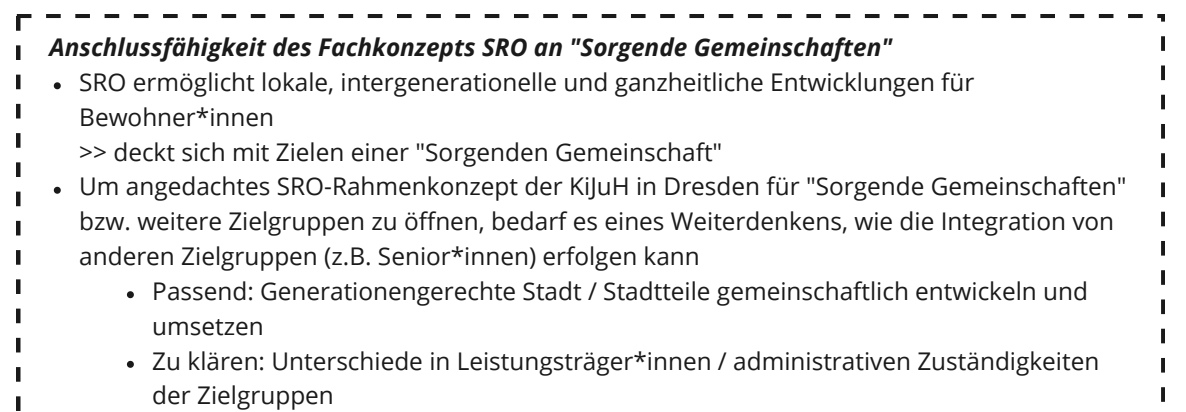 Anschlussfähigkeit des Fachkonzepts SRO an "Sorgende Gemeinschaften"
• SRO ermöglicht lokale, intergenerationelle und ganzheitliche Entwicklungen für
Bewohner*innen
>> deckt sich mit Zielen einer "Sorgenden Gemeinschaft"
• Um angedachtes SRO-Rahmenkonzept der KiJuH in Dresden für "Sorgende Gemeinschaften"
bzw. weitere Zielgruppen zu öffnen, bedarf es eines Weiterdenkens, wie die Integration von
anderen Zielgruppen (z.B. Senior*innen) erfolgen kann
• Passend: Generationengerechte Stadt / Stadtteile gemeinschaftlich entwickeln und
umsetzen
• Zu klären: Unterschiede in Leistungsträger*innen / administrativen Zuständigkeiten
der Zielgruppen